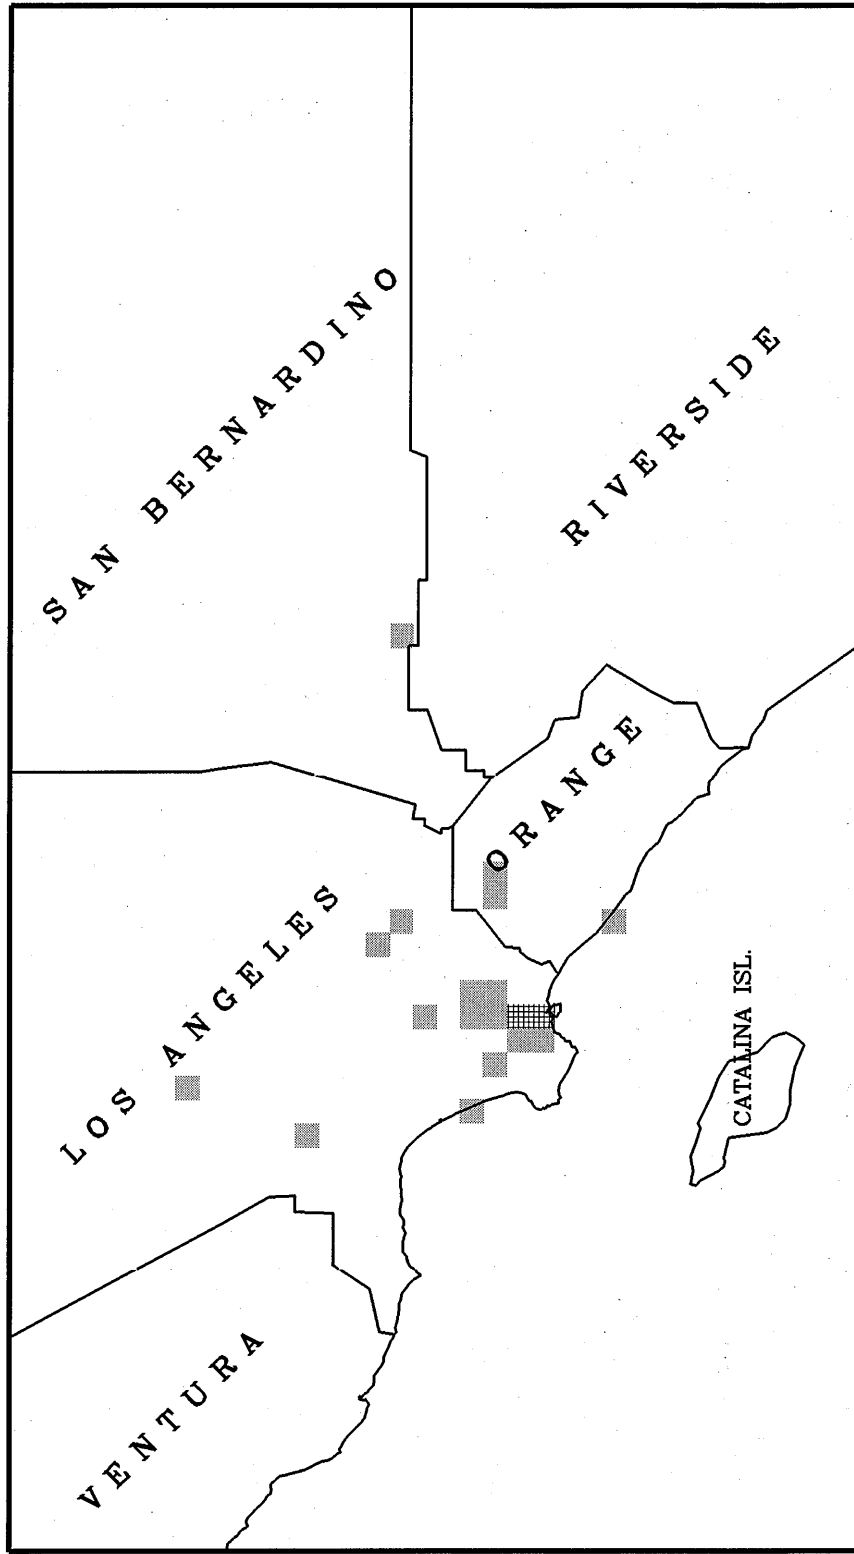 SAN BERNARDINO
RIVERSIDE
ORANGE
LOS ANGELES
VENTURA
CATALINA ISL.